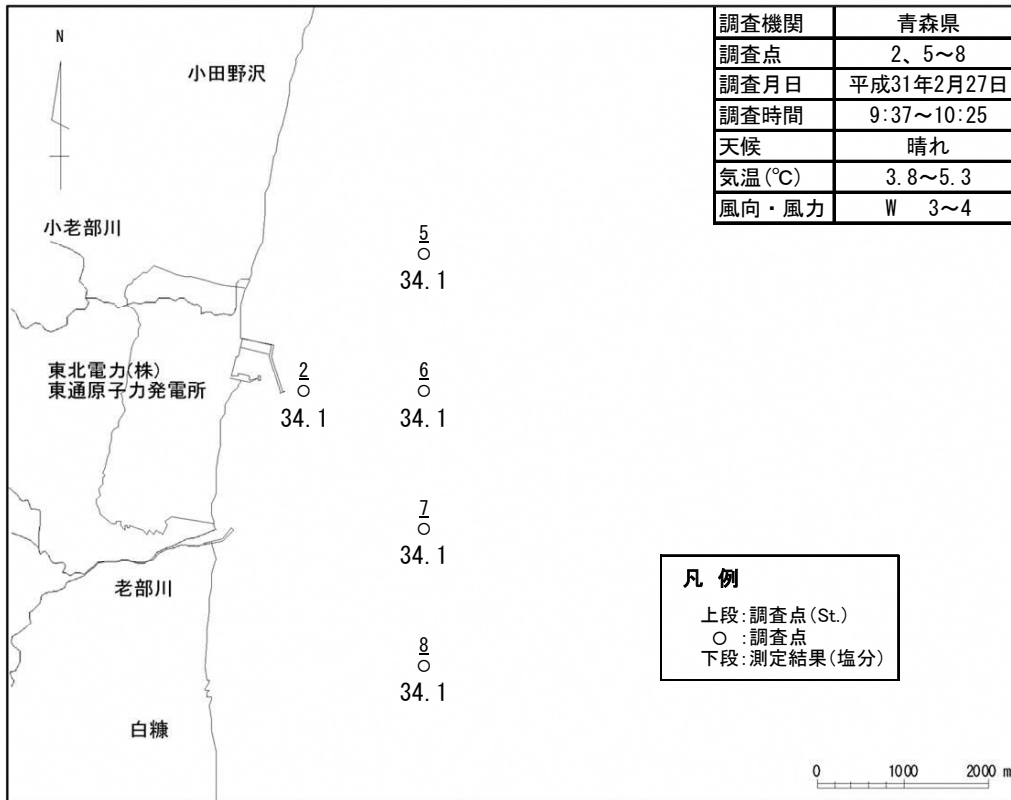 調査機関 青森県
調査点 2、5～8
調査月日 平成31年2月27日
調査時間 9:37～10:25
天候 晴れ
気温(℃) 3.8～5.3
風向・風力 W 3～4
N
小田野沢
小老部川
5
34.1
東北電力(株)
東通原子力発電所
2
34.1
6
34.1
7
34.1
老部川
8
34.1
白糠
凡 例
上段:調査点(St.)
○ :調査点
下段:測定結果(塩分)
0 1000 2000 m